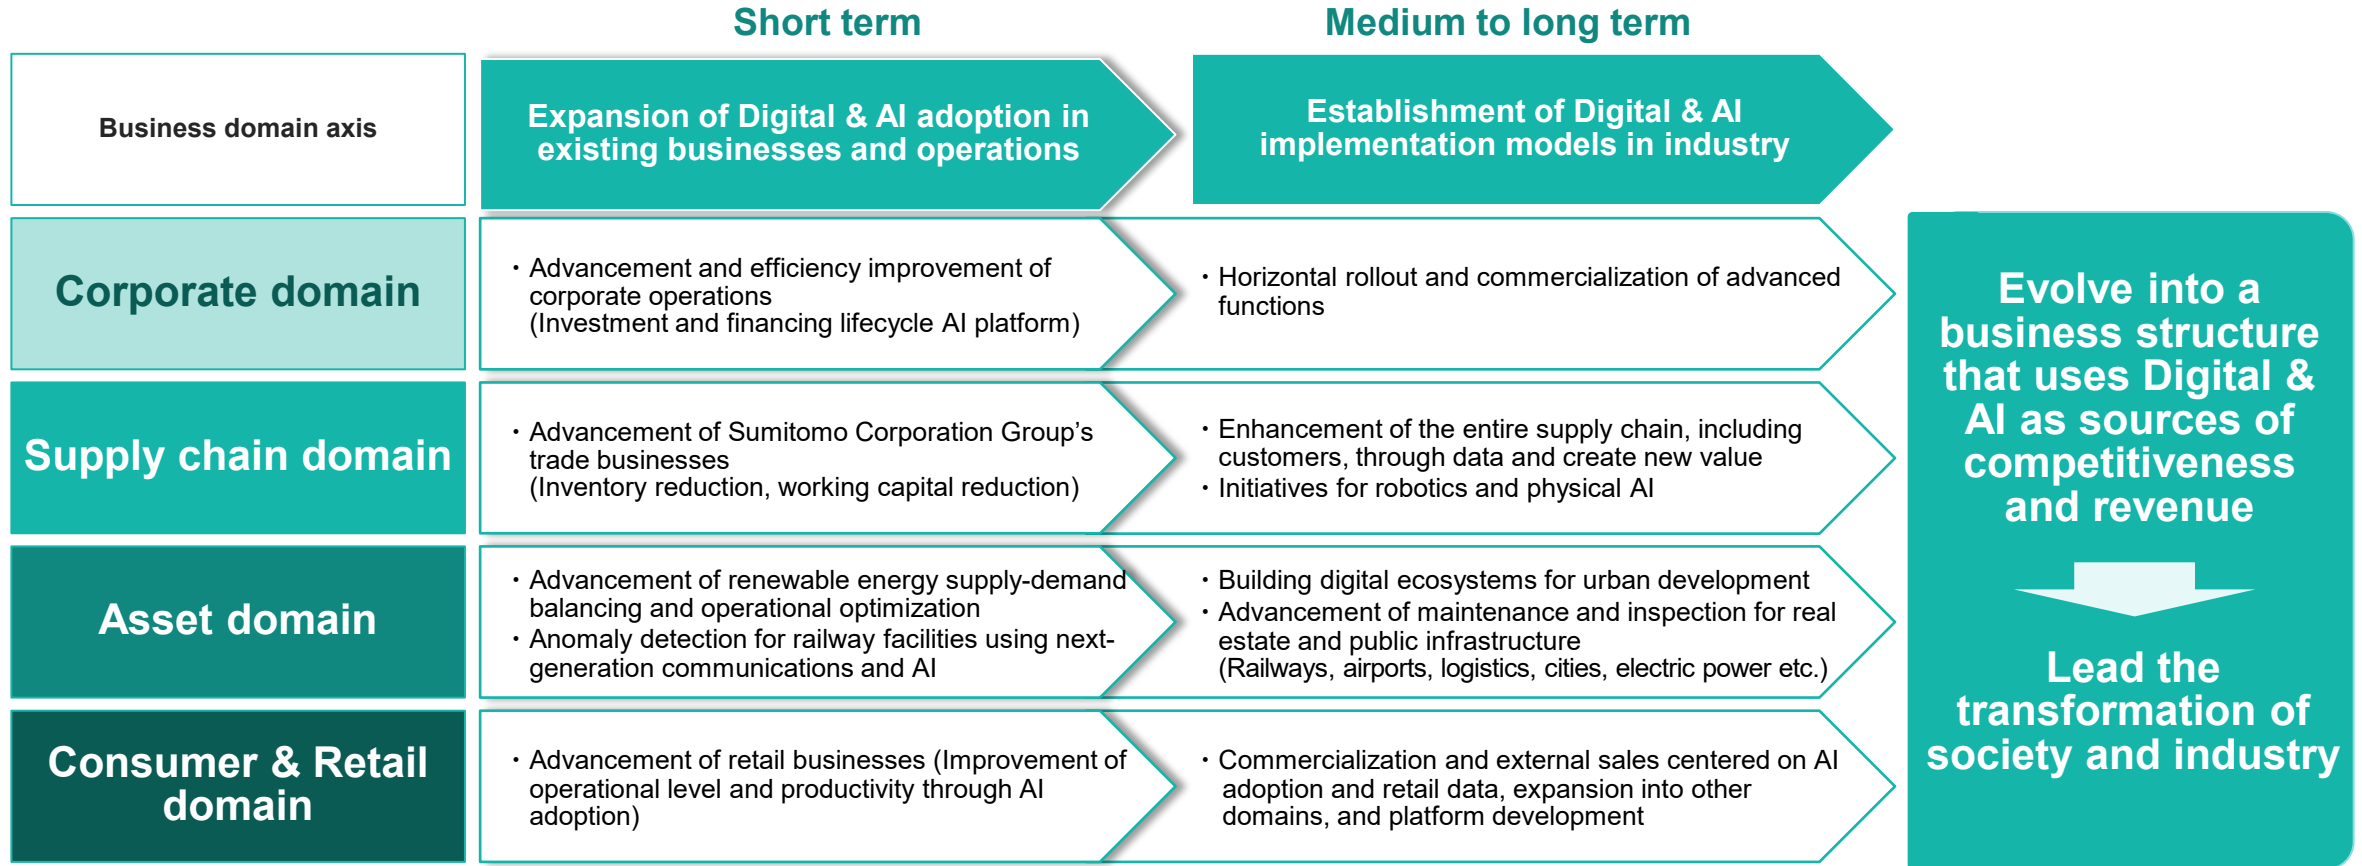 Short term
Medium to long term
Business domain axis
Expansion of Digital & AI adoption in
existing businesses and operations
Establishment of Digital & AI
implementation models in industry
Corporate domain
・Advancement and efficiency improvement of
corporate operations
(Investment and financing lifecycle AI platform)
・Horizontal rollout and commercialization of advanced
functions
Supply chain domain
・Advancement of Sumitomo Corporation Group's
trade businesses
(Inventory reduction, working capital reduction)
・Enhancement of the entire supply chain, including
customers, through data and create new value
・Initiatives for robotics and physical AI
Asset domain
・Advancement of renewable energy supply-demand
balancing and operational optimization
・Anomaly detection for railway facilities using next-
generation communications and AI
・Building digital ecosystems for urban development
・Advancement of maintenance and inspection for real
estate and public infrastructure
(Railways, airports, logistics, cities, electric power etc.)
Consumer & Retail
domain
・Advancement of retail businesses (Improvement of
operational level and productivity through AI
adoption)
・Commercialization and external sales centered on AI
adoption and retail data, expansion into other
domains, and platform development
Evolve into a
business structure
that uses Digital &
AI as sources of
competitiveness
and revenue
Lead the
transformation of
society and industry